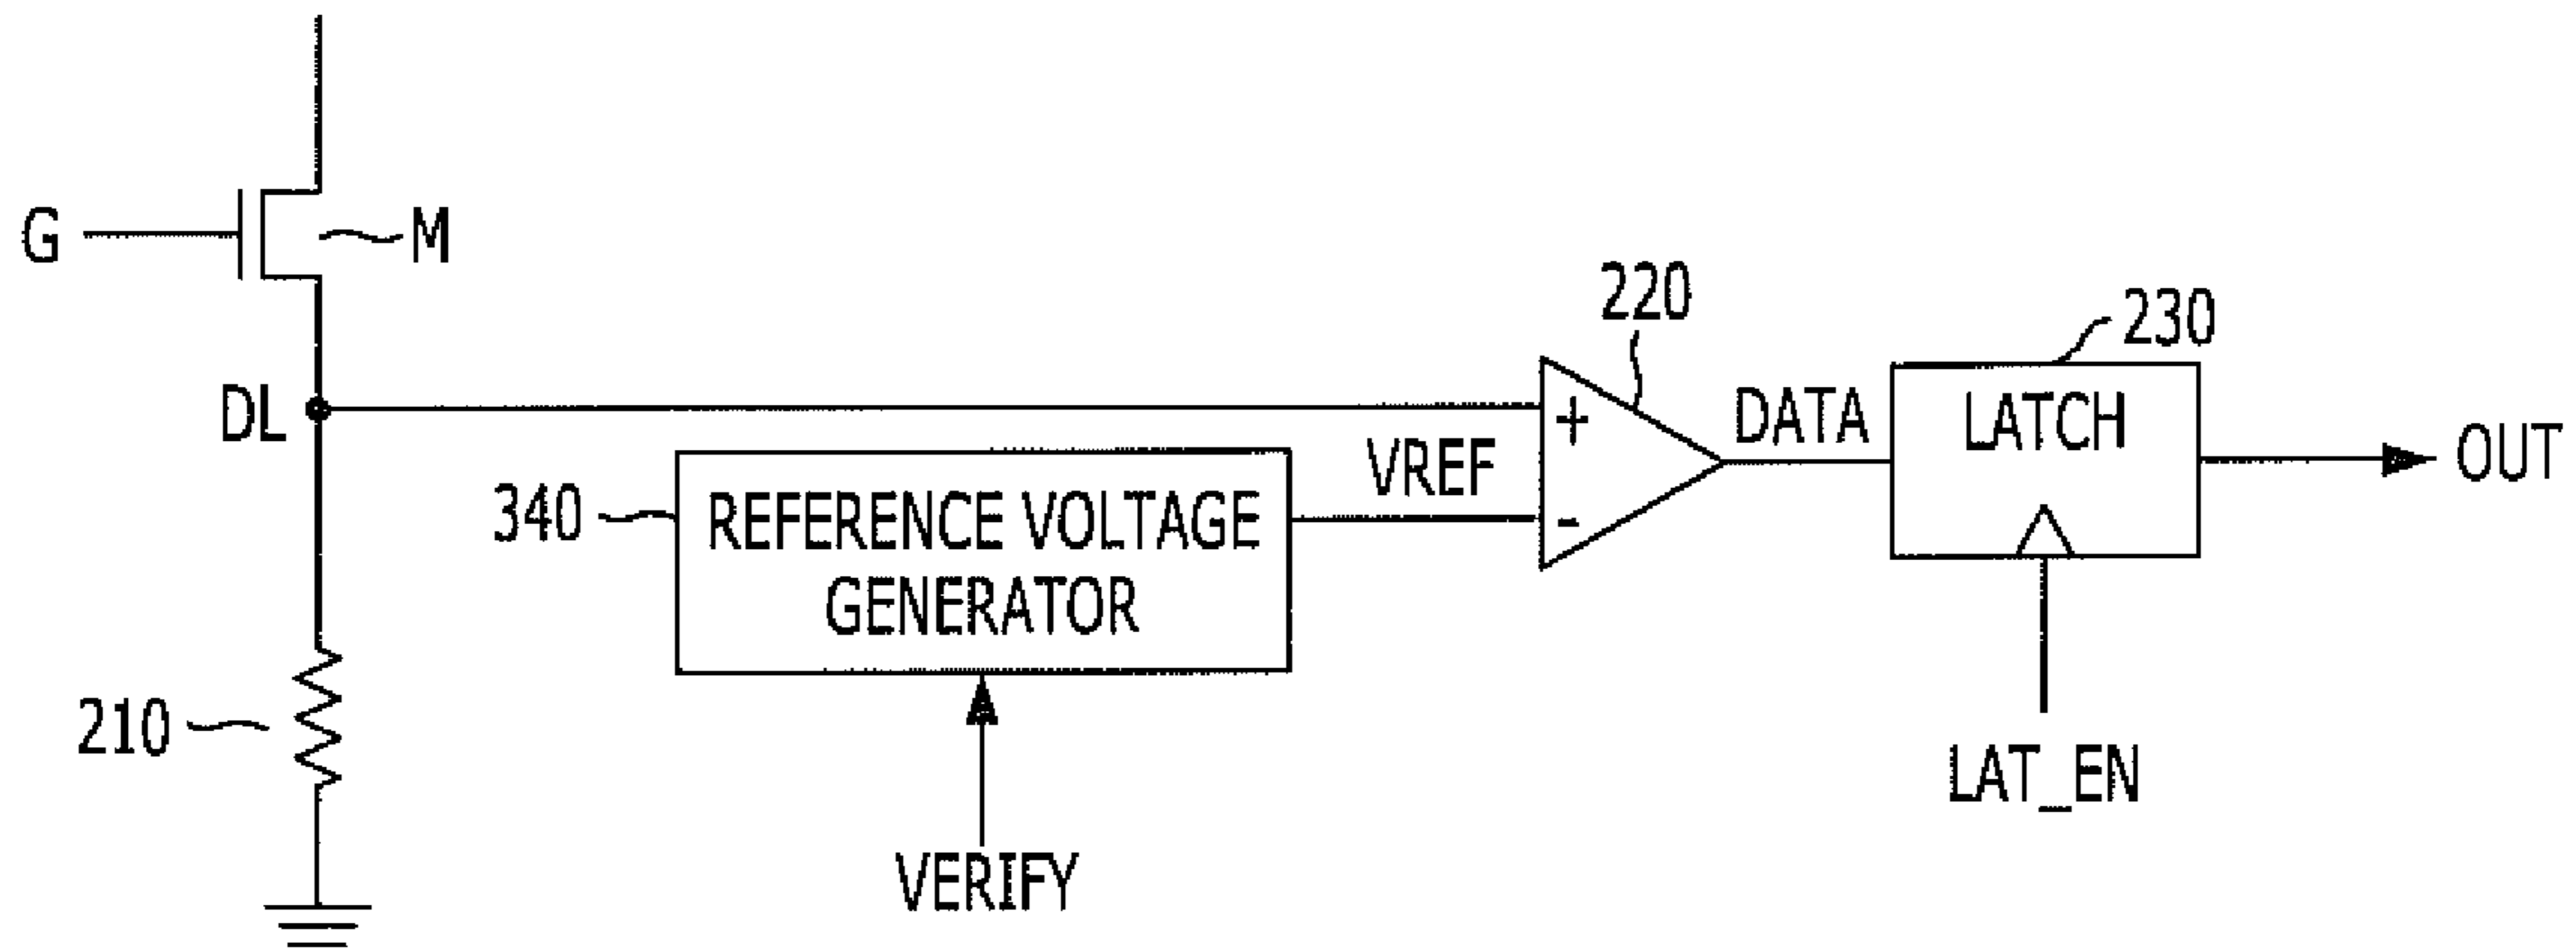 G
M
DL
210
340
REFERENCE VOLTAGE
GENERATOR
VERIFY
VREF
+
-
220
DATA
230
LATCH
LAT_EN
OUT